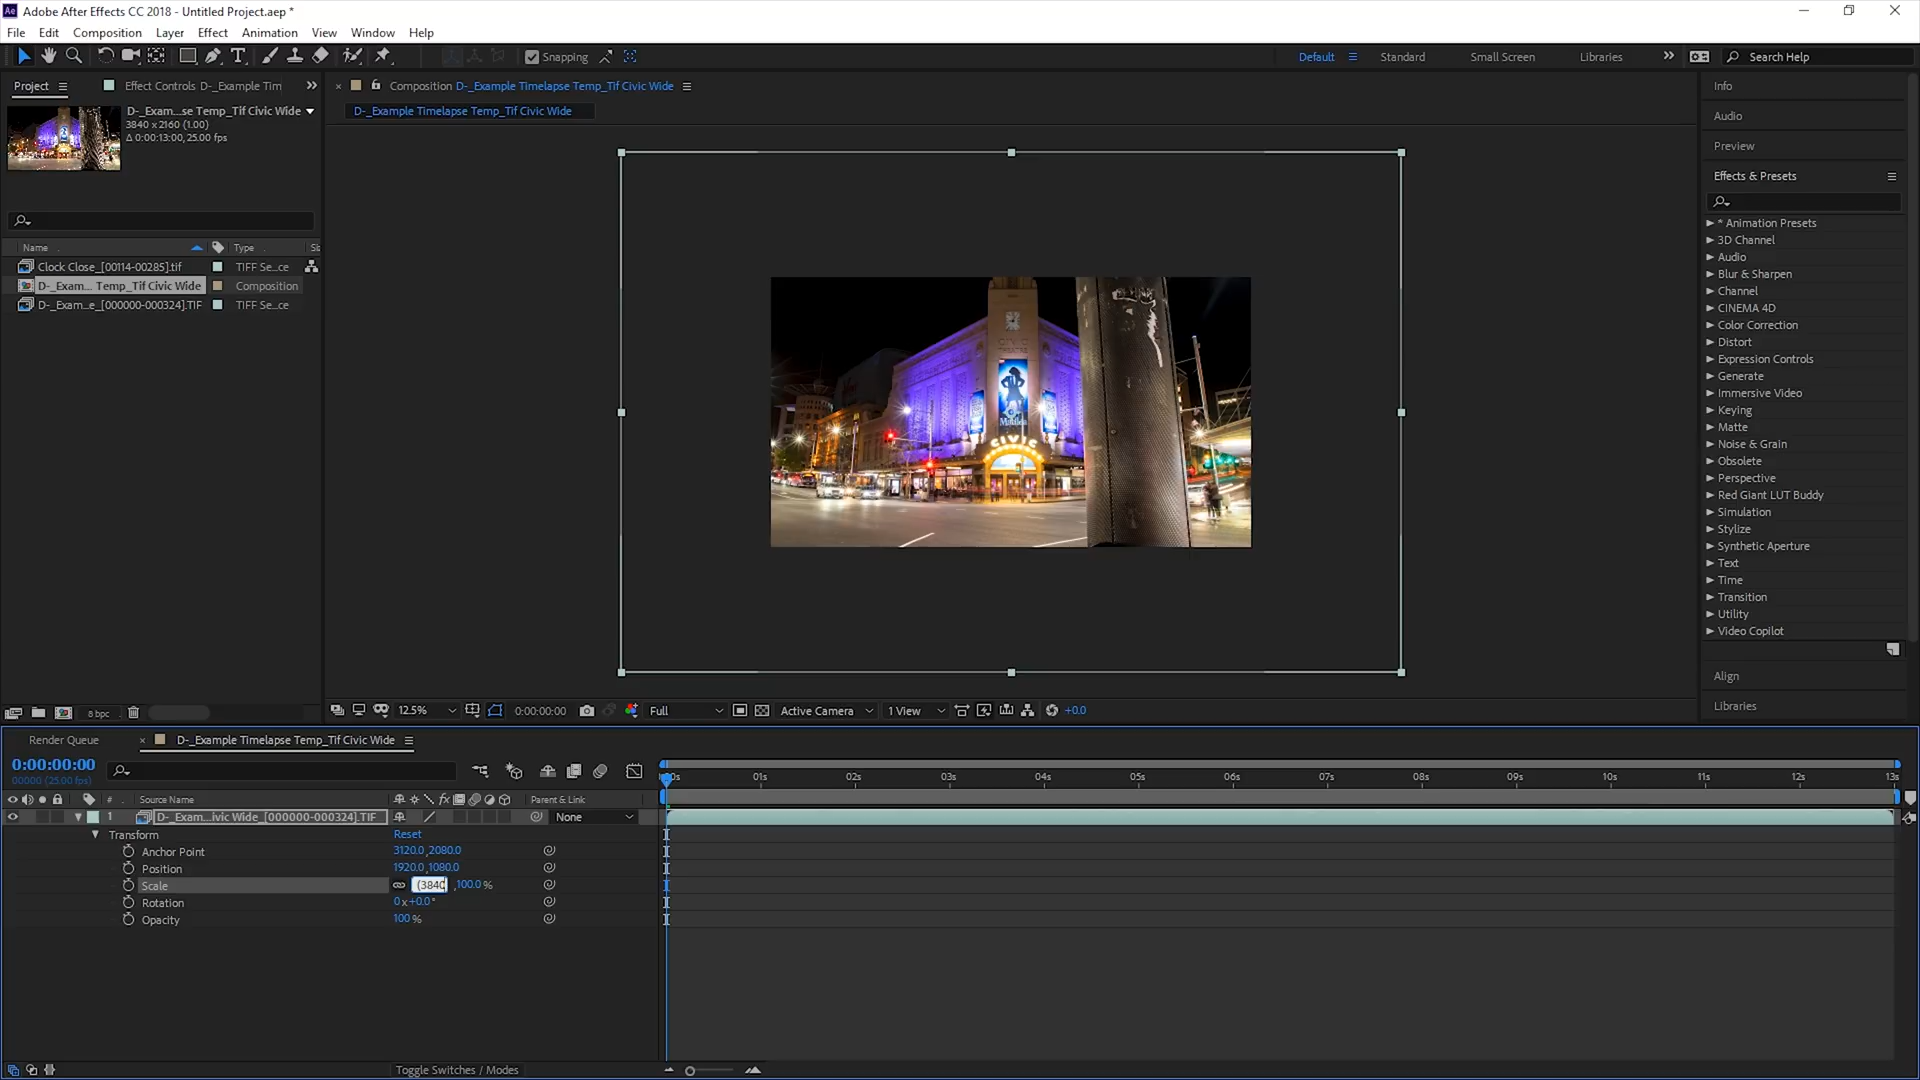 Ae Adobe After Effects CC 2018 - Untitled Project.aep *
File Edit Composition Layer Effect Animation View Window Help
Snapping
Default Standard Small Screen Libraries Search Help
Project Effect Controls D-_Example Tim
Composition D-_Example Timelapse Temp_Tif Civic Wide
D-_Example Timelapse Temp_Tif Civic Wide
D-_Exam...se Temp_Tif Civic Wide
3840 x 2160 (1.00)
Δ 0:00:13:00, 25.00 fps
Name Type Siz
Clock Close_[00114-00285].tif TIFF Se...ce
D-_Exam... Temp_Tif Civic Wide Composition
D-_Exam...e_[000000-000324].TIF TIFF Se...ce
CIVIC
Matilda
CIVIC
8 bpc
12.5% 0:00:00:00 Full Active Camera 1 View +0.0
Info
Audio
Preview
Effects & Presets
* Animation Presets
3D Channel
Audio
Blur & Sharpen
Channel
CINEMA 4D
Color Correction
Distort
Expression Controls
Generate
Immersive Video
Keying
Matte
Noise & Grain
Obsolete
Perspective
Red Giant LUT Buddy
Simulation
Stylize
Synthetic Aperture
Text
Time
Transition
Utility
Video Copilot
Align
Libraries
Render Queue D-_Example Timelapse Temp_Tif Civic Wide
0:00:00:00
00000 (25.00 fps)
0s 01s 02s 03s 04s 05s 06s 07s 08s 09s 10s 11s 12s 13s
# Source Name fx Parent & Link
1 D-_Exam...ivic Wide_[000000-000324].TIF None
Transform Reset
Anchor Point 3120.0,2080.0
Position 1920.0,1080.0
Scale (3840 ,100.0 %
Rotation 0x+0.0°
Opacity 100 %
Toggle Switches / Modes